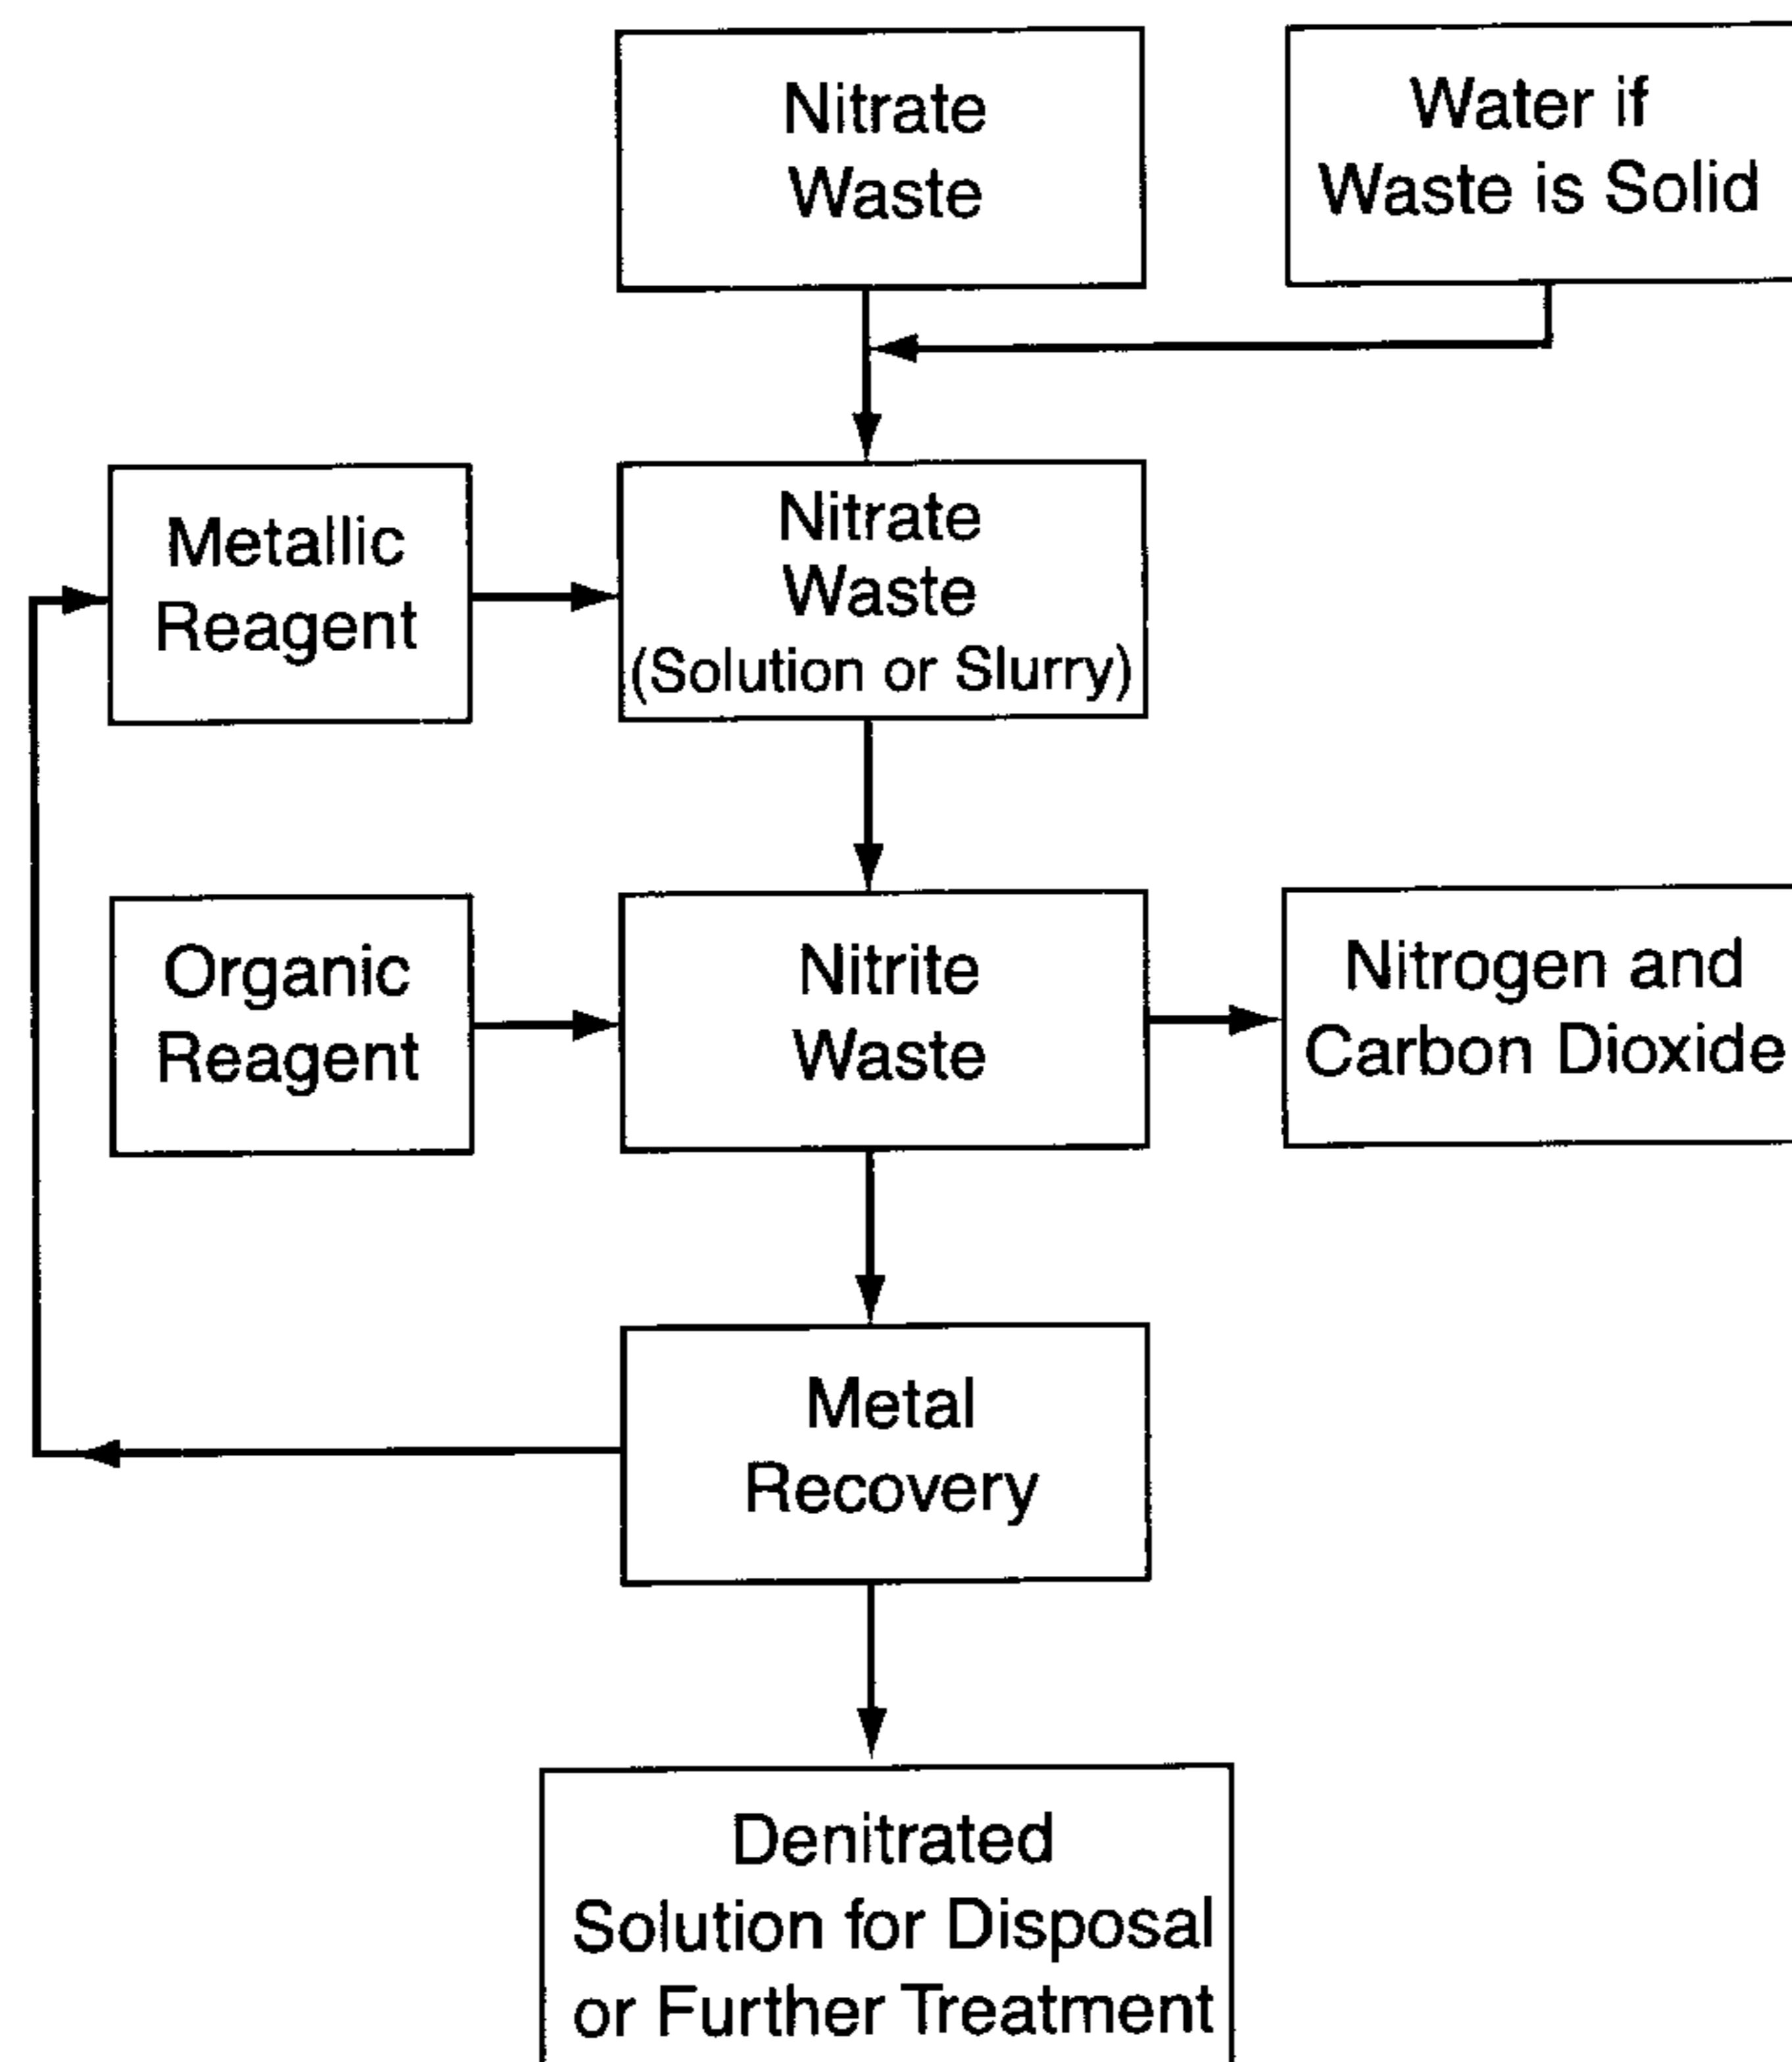 Nitrate
Waste
Water if
Waste is Solid
Metallic
Reagent
Nitrate
Waste
(Solution or Slurry)
Organic
Reagent
Nitrite
Waste
Nitrogen and
Carbon Dioxide
Metal
Recovery
Denitrated
Solution for Disposal
or Further Treatment